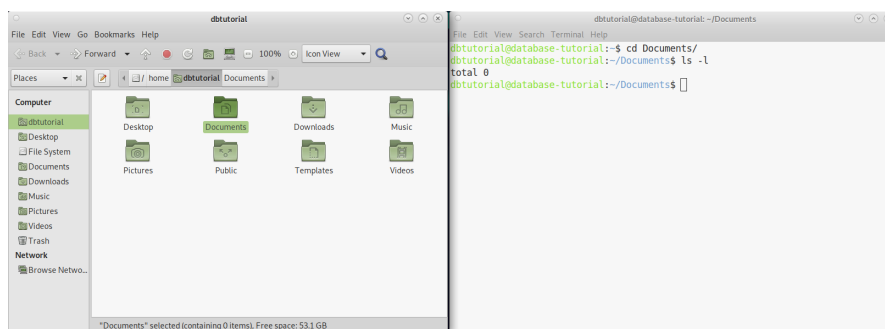 dbtutorial
File Edit View Go Bookmarks Help
Back Forward 100% Icon View
Places / home dbtutorial Documents
Computer
dbtutorial
Desktop
File System
Documents
Downloads
Music
Pictures
Videos
Trash
Network
Browse Netwo...
Desktop Documents Downloads Music
Pictures Public Templates Videos
"Documents" selected (containing 0 items), Free space: 53.1 GB
dbtutorial@database-tutorial: ~/Documents
File Edit View Search Terminal Help
dbtutorial@database-tutorial:~$ cd Documents/
dbtutorial@database-tutorial:~/Documents$ ls -l
total 0
dbtutorial@database-tutorial:~/Documents$